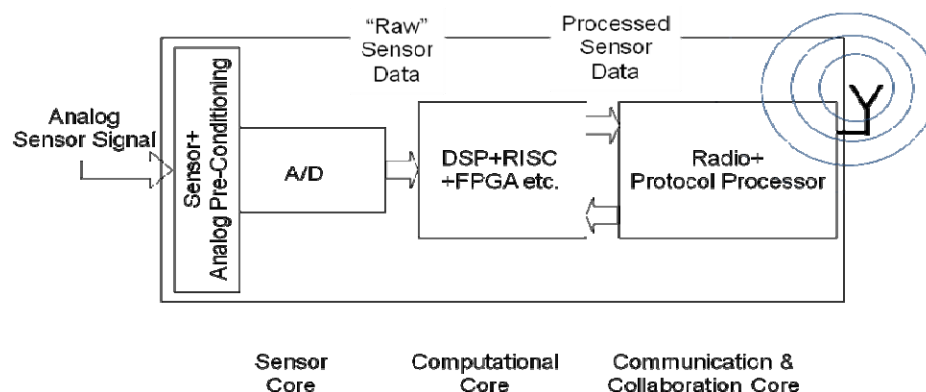 "Raw"
Sensor
Data
Processed
Sensor
Data
Analog
Sensor Signal
Sensor+
Analog Pre-Conditioning
A/D
DSP+RISC
+FPGA etc.
Radio+
Protocol Processor
Sensor
Core
Computational
Core
Communication &
Collaboration Core